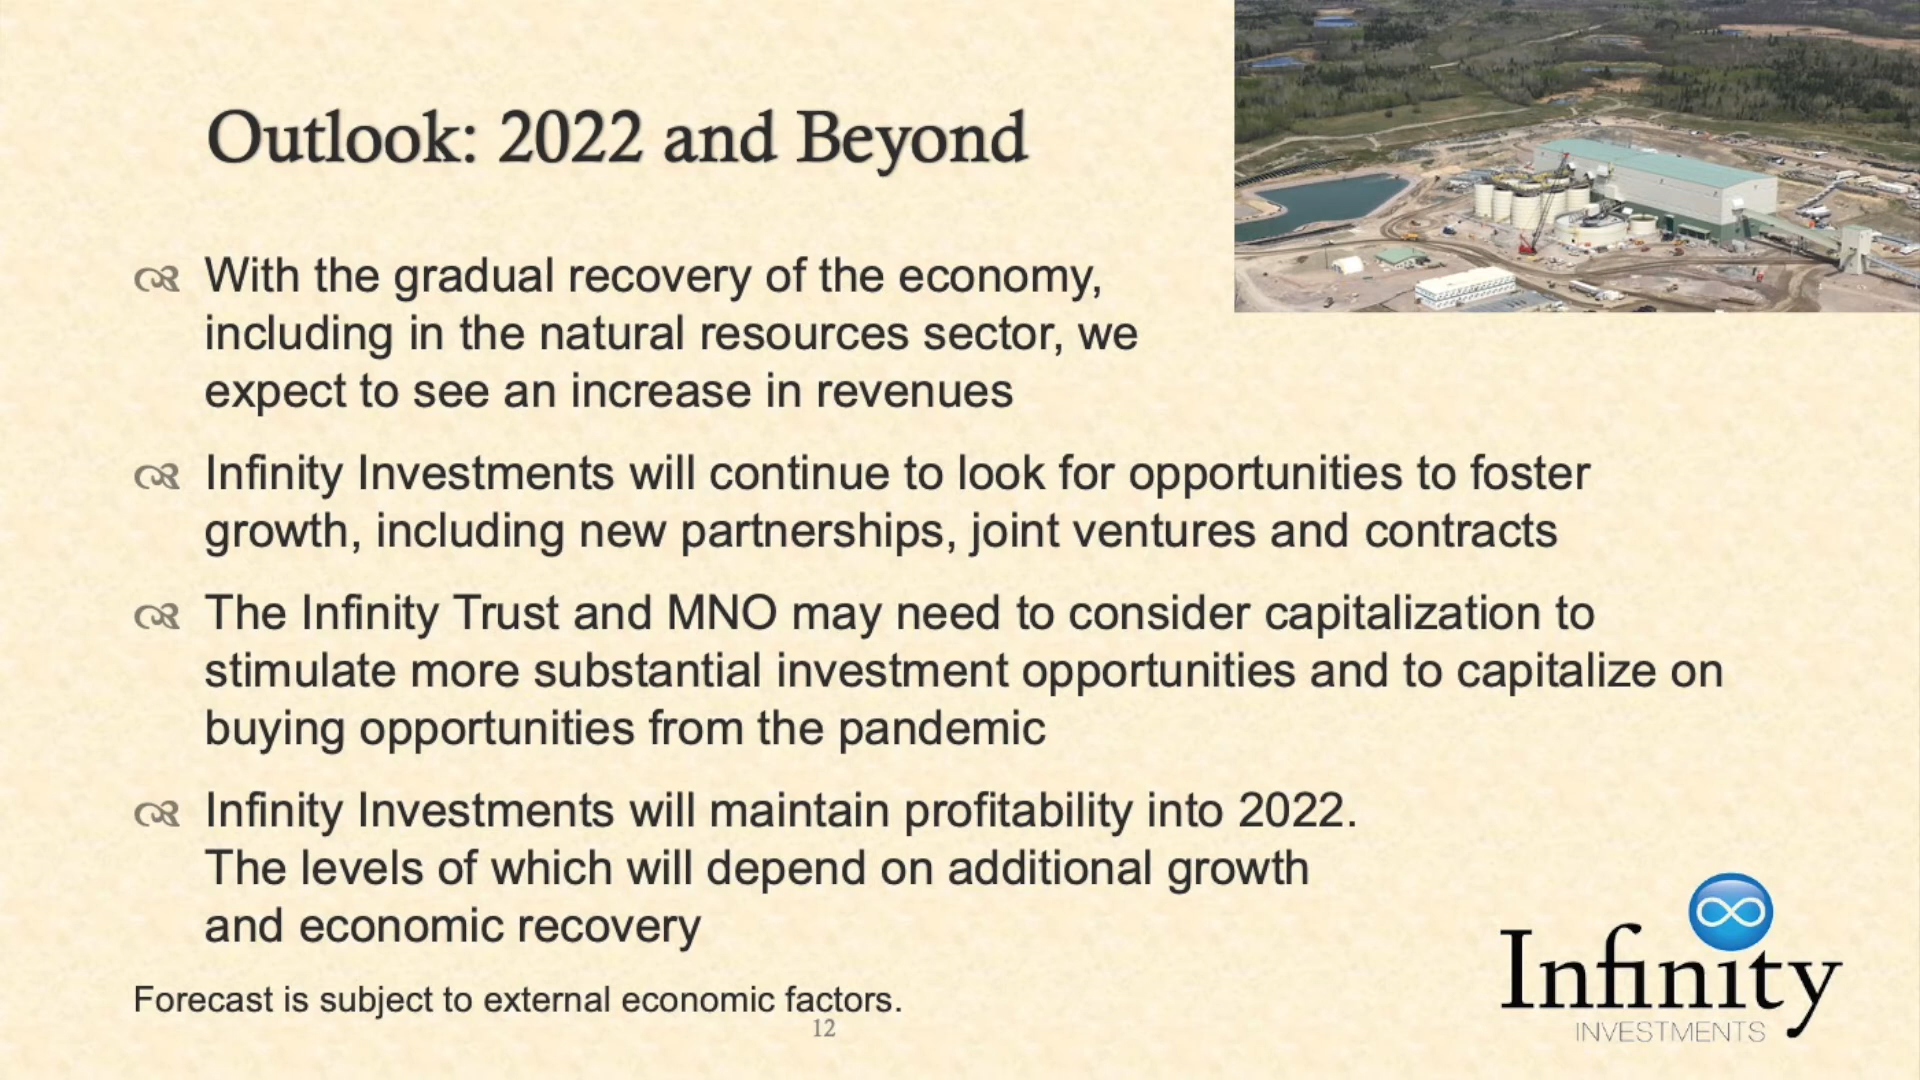 Outlook: 2022 and Beyond
With the gradual recovery of the economy,
including in the natural resources sector, we
expect to see an increase in revenues
Infinity Investments will continue to look for opportunities to foster
growth, including new partnerships, joint ventures and contracts
The Infinity Trust and MNO may need to consider capitalization to
stimulate more substantial investment opportunities and to capitalize on
buying opportunities from the pandemic
Infinity Investments will maintain profitability into 2022.
The levels of which will depend on additional growth
and economic recovery
Forecast is subject to external economic factors.
12
Infinity
INVESTMENTS